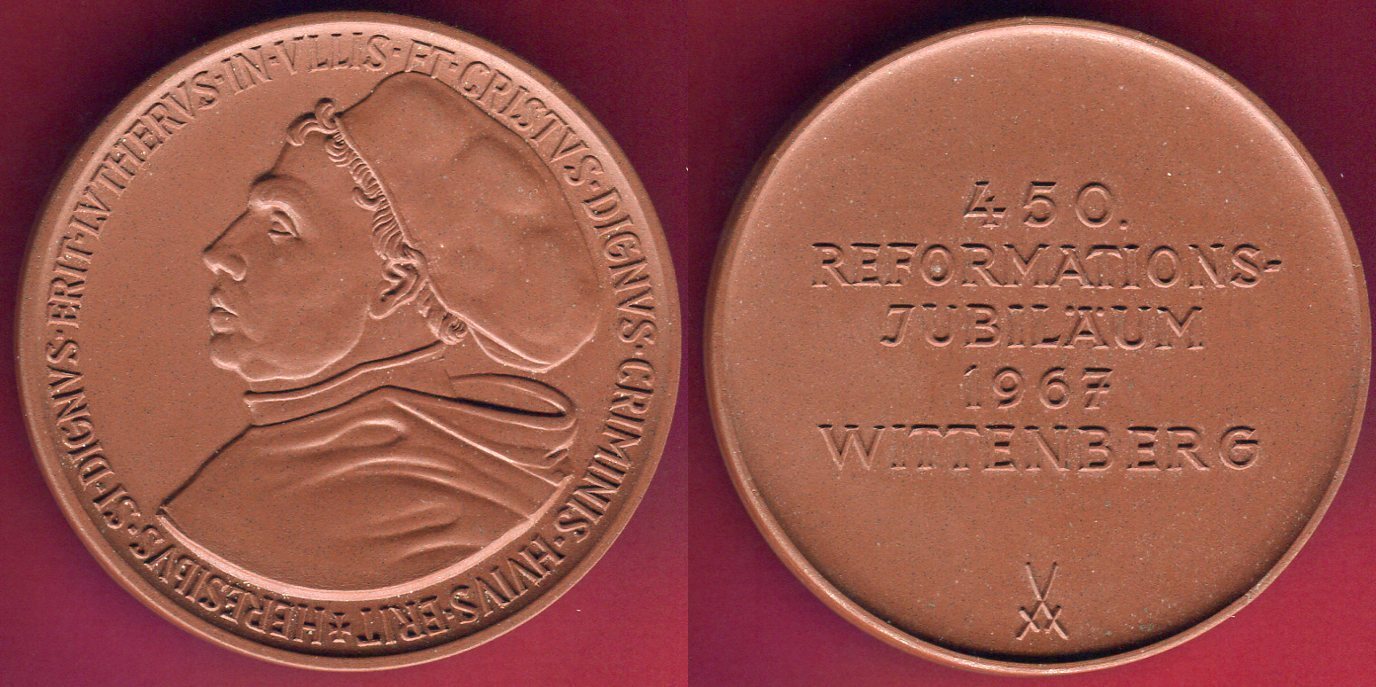 ✠HERESIBVS·SI·DIGNVS·ERIT·LVTHERVS·IN·VLLIS·ET·CRISTVS·DIGNVS·CRIMINIS·HVIVS·ERIT
450.
REFORMATIONS-
JUBILÄUM
1967
WITTENBERG